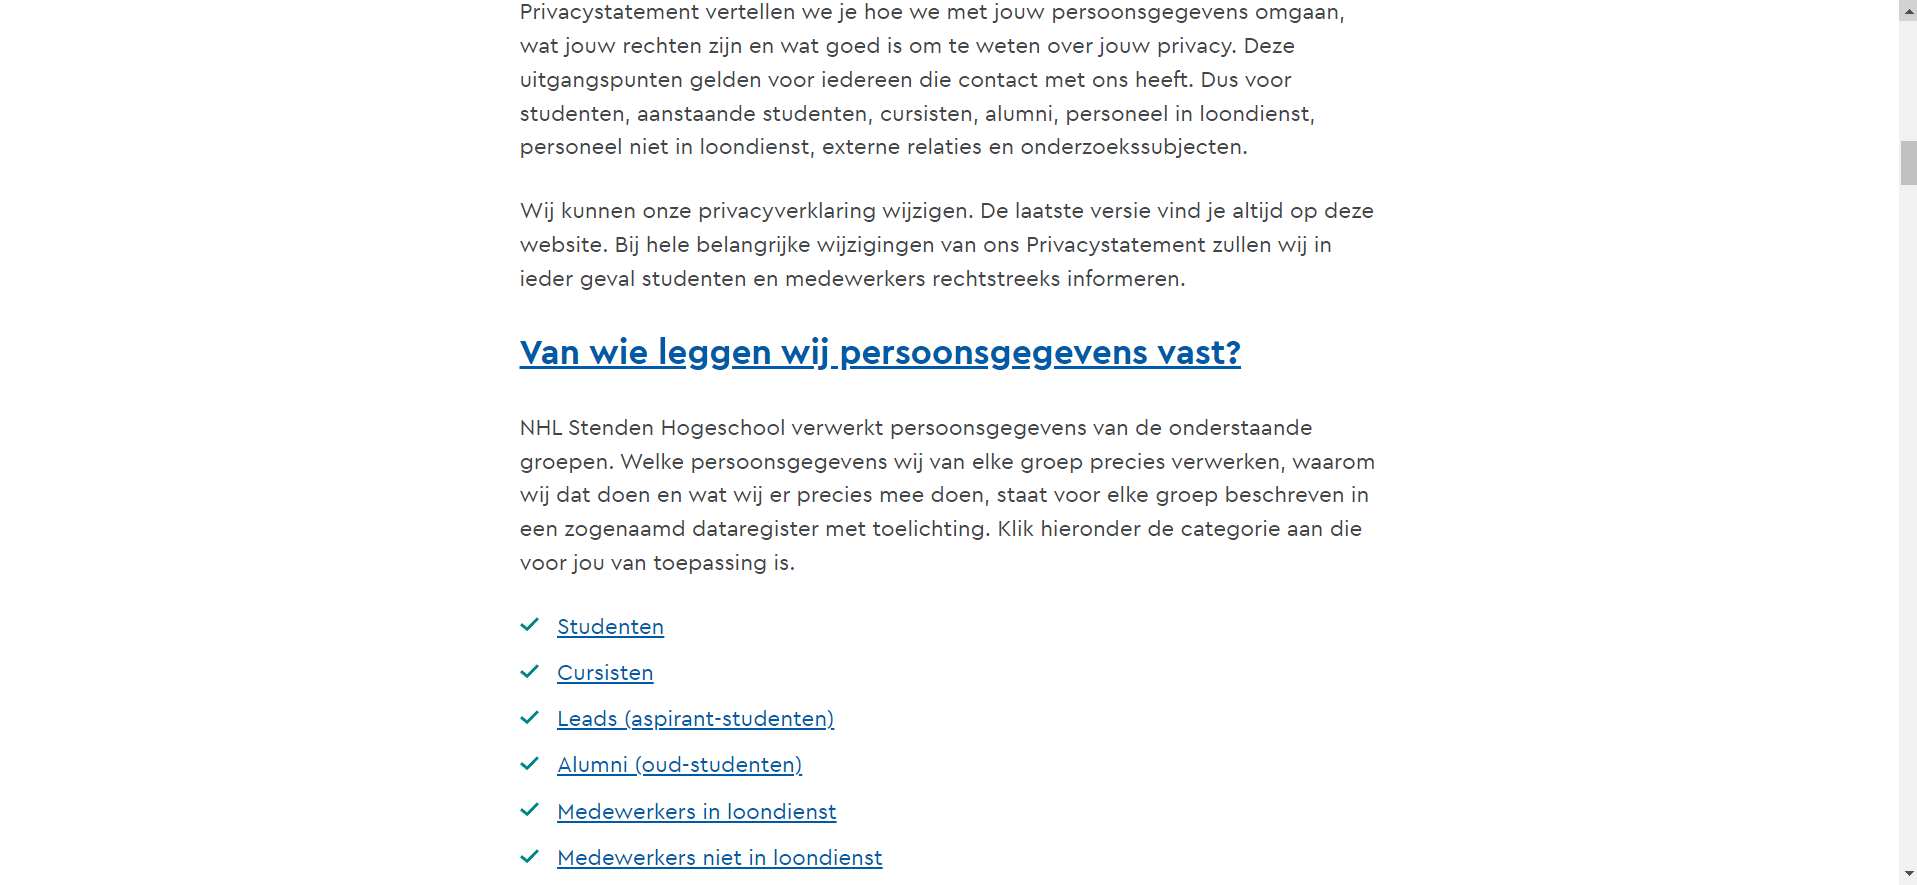 Privacystatement vertellen we je hoe we met jouw persoonsgegevens omgaan,
wat jouw rechten zijn en wat goed is om te weten over jouw privacy. Deze
uitgangspunten gelden voor iedereen die contact met ons heeft. Dus voor
studenten, aanstaande studenten, cursisten, alumni, personeel in loondienst,
personeel niet in loondienst, externe relaties en onderzoekssubjecten.
Wij kunnen onze privacyverklaring wijzigen. De laatste versie vind je altijd op deze
website. Bij hele belangrijke wijzigingen van ons Privacystatement zullen wij in
ieder geval studenten en medewerkers rechtstreeks informeren.
Van wie leggen wij persoonsgegevens vast?
NHL Stenden Hogeschool verwerkt persoonsgegevens van de onderstaande
groepen. Welke persoonsgegevens wij van elke groep precies verwerken, waarom
wij dat doen en wat wij er precies mee doen, staat voor elke groep beschreven in
een zogenaamd dataregister met toelichting. Klik hieronder de categorie aan die
voor jou van toepassing is.
Studenten
Cursisten
Leads (aspirant-studenten)
Alumni (oud-studenten)
Medewerkers in loondienst
Medewerkers niet in loondienst